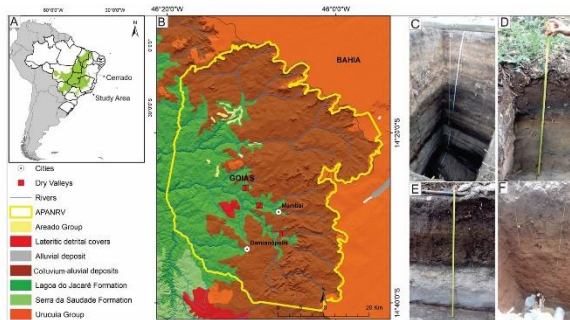 A
N
Cerrado
Study Area
Cities
Dry Valleys
Rivers
APANRV
Areado Group
Lateritic detrital covers
Alluvial deposit
Colluvium-aluvial deposits
Lagoa do Jacaré Formation
Serra da Saudade Formation
Urucuia Group
46°20'0"W
46°0'0"W
B
BAHIA
GOIÁS
Mambaí
Damianópolis
14°20'0"S
14°40'0"S
20 Km
C
D
E
F